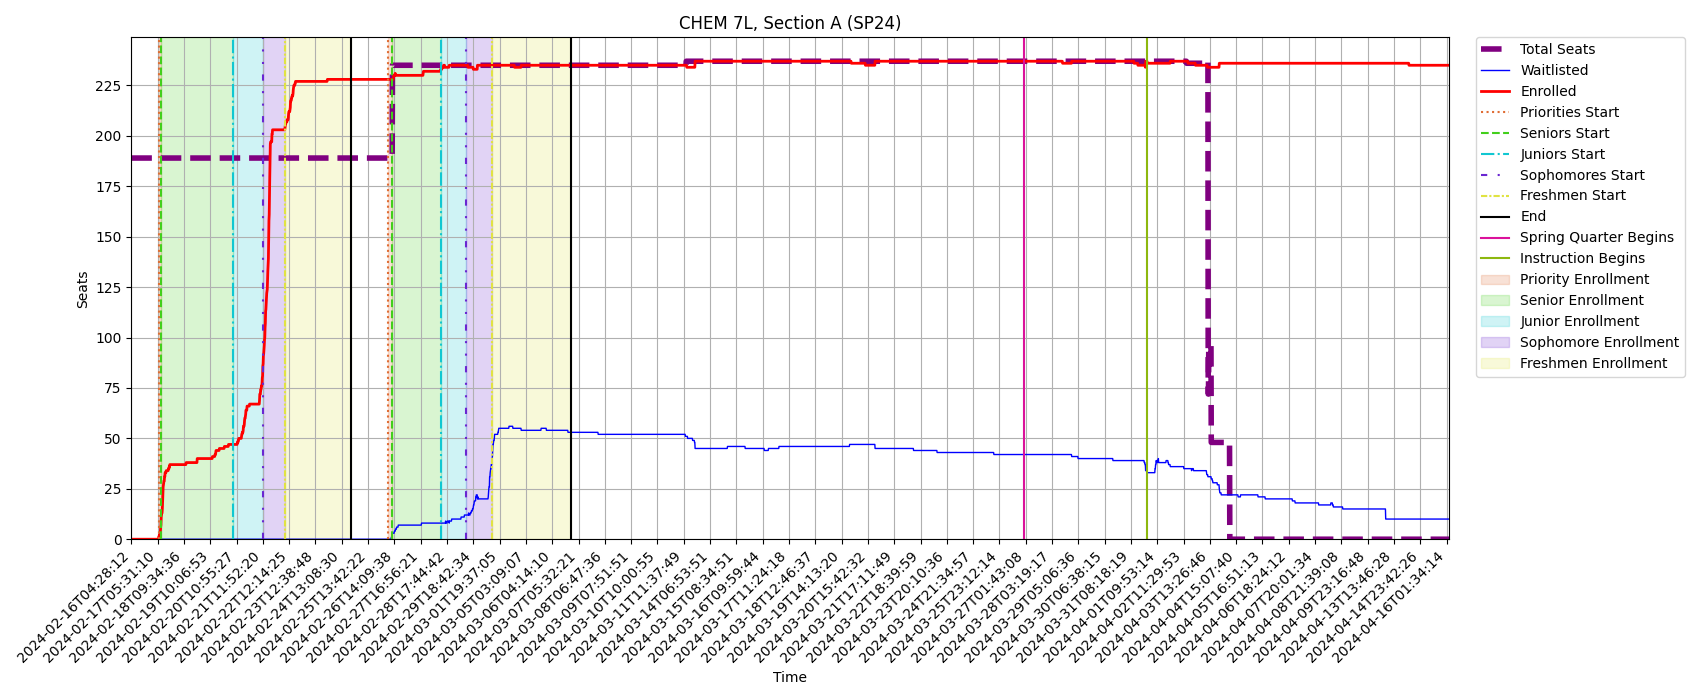 CHEM 7L, Section A (SP24)
Seats
225
200
175
150
125
100
75
50
25
0
2024-02-16T04:28:12
2024-02-17T05:31:10
2024-02-18T09:34:36
2024-02-19T10:06:53
2024-02-20T10:55:27
2024-02-21T11:52:20
2024-02-22T12:14:25
2024-02-23T12:38:48
2024-02-24T13:08:30
2024-02-25T13:42:22
2024-02-26T14:09:38
2024-02-27T16:56:21
2024-02-28T17:44:42
2024-02-29T18:42:34
2024-03-01T19:37:05
2024-03-05T03:09:07
2024-03-06T04:14:10
2024-03-07T05:32:21
2024-03-08T06:47:36
2024-03-09T07:51:51
2024-03-10T10:00:55
2024-03-11T11:37:49
2024-03-14T06:53:51
2024-03-15T08:34:51
2024-03-16T09:59:44
2024-03-17T11:24:18
2024-03-18T12:46:37
2024-03-19T14:13:20
2024-03-20T15:42:32
2024-03-21T17:11:49
2024-03-22T18:39:59
2024-03-23T20:10:36
2024-03-24T21:34:57
2024-03-25T23:12:14
2024-03-27T01:43:08
2024-03-28T03:19:17
2024-03-29T05:06:36
2024-03-30T06:38:15
2024-03-31T08:18:19
2024-04-01T09:53:14
2024-04-02T11:29:53
2024-04-03T13:26:46
2024-04-04T15:07:40
2024-04-05T16:51:13
2024-04-06T18:24:12
2024-04-07T20:01:34
2024-04-08T21:39:08
2024-04-09T23:16:48
2024-04-13T13:46:28
2024-04-14T23:42:26
2024-04-16T01:34:14
Time
Total Seats
Waitlisted
Enrolled
Priorities Start
Seniors Start
Juniors Start
Sophomores Start
Freshmen Start
End
Spring Quarter Begins
Instruction Begins
Priority Enrollment
Senior Enrollment
Junior Enrollment
Sophomore Enrollment
Freshmen Enrollment